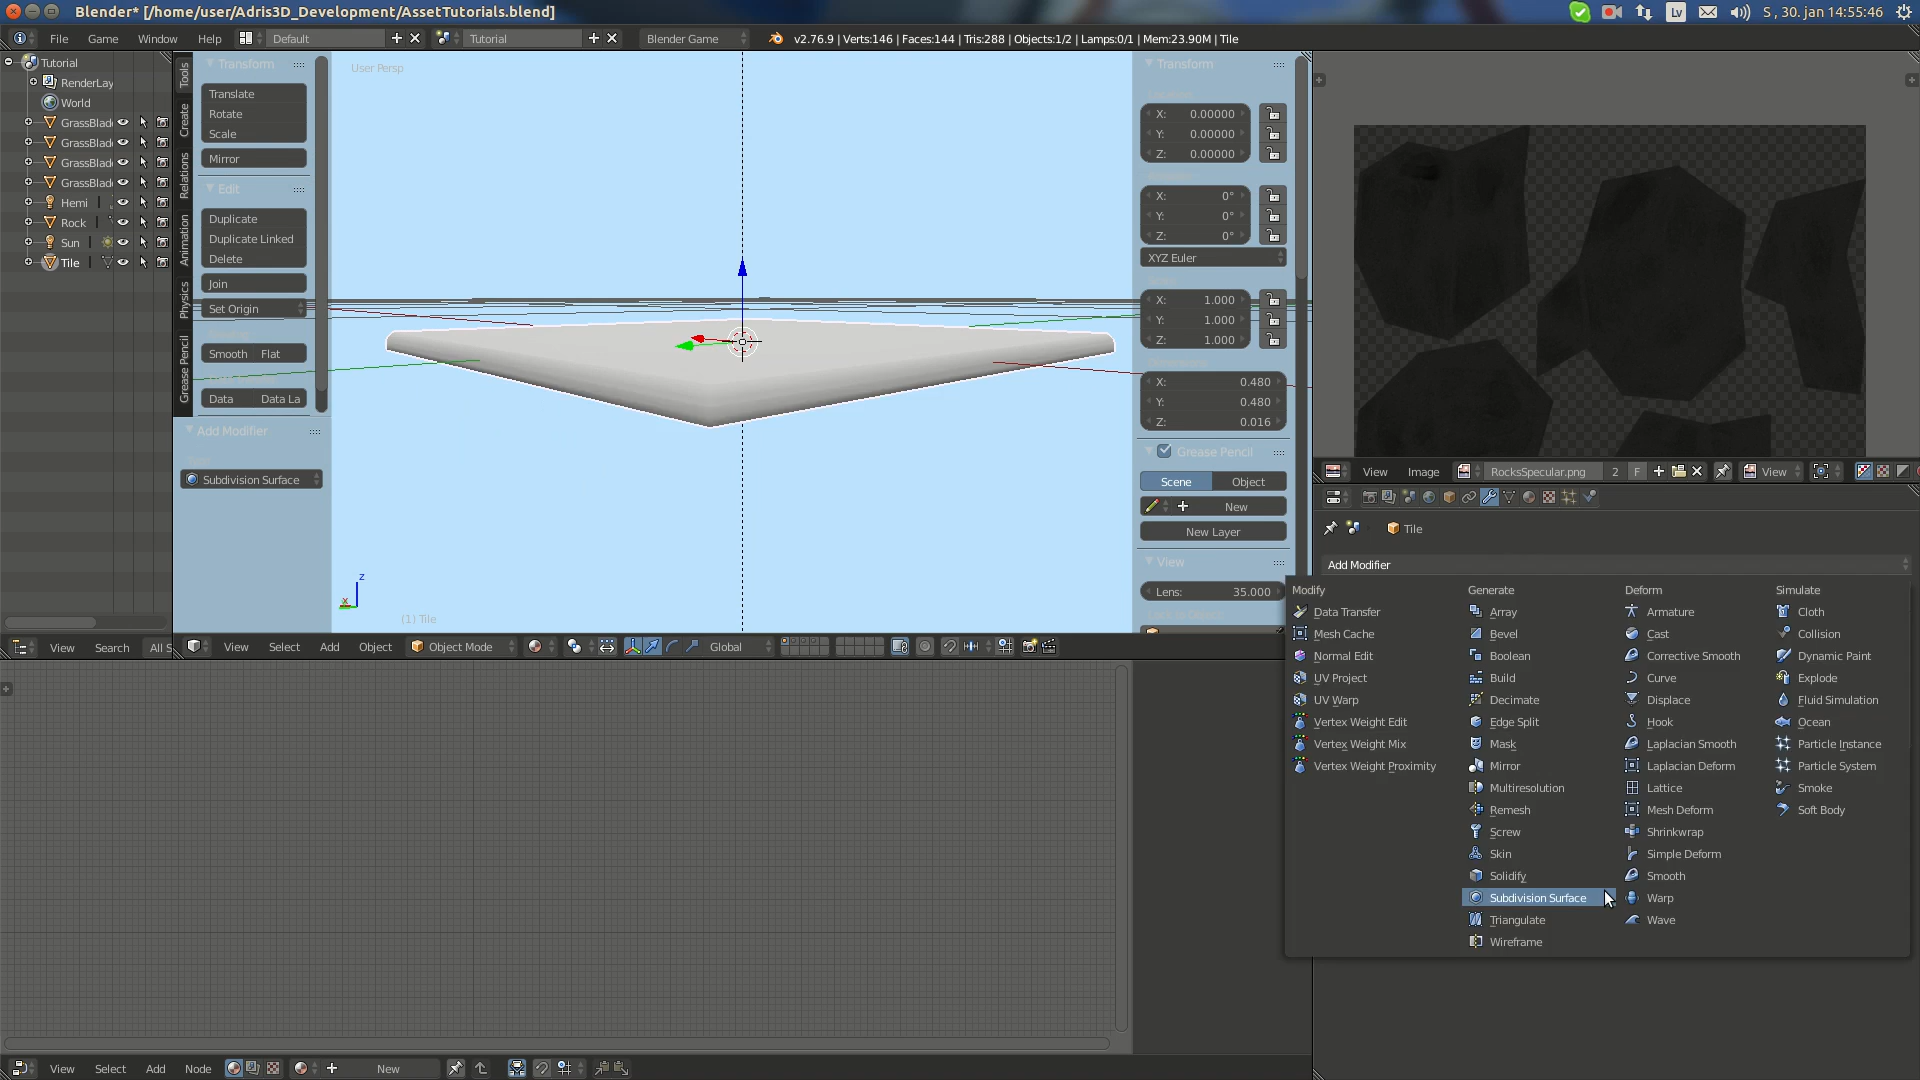 Blender* [/home/user/Adris3D_Development/AssetTutorials.blend]
Lv S , 30. jan 14:55:46
File Game Window Help Default Tutorial Blender Game v2.76.9 | Verts:146 | Faces:144 | Tris:288 | Objects:1/2 | Lamps:0/1 | Mem:23.90M | Tile
Tutorial
RenderLay
World
GrassBlad
GrassBlad
GrassBlad
GrassBlad
Hemi
Rock
Sun
Tile
Tools
Create
Relations
Animation
Physics
Grease Pencil
Transform
Translate
Rotate
Scale
Mirror
Edit
Duplicate
Duplicate Linked
Delete
Join
Set Origin
Smooth Flat
Data Data La
Add Modifier
Subdivision Surface
User Persp
z
x
(1) Tile
Transform
X: 0.00000
Y: 0.00000
Z: 0.00000
X: 0°
Y: 0°
Z: 0°
XYZ Euler
X: 1.000
Y: 1.000
Z: 1.000
X: 0.480
Y: 0.480
Z: 0.016
Grease Pencil
Scene Object
New
New Layer
View
Lens: 35.000
View Search All S
View Select Add Object Object Mode Global
View Image RocksSpecular.png 2 F View
Tile
Add Modifier
Modify
Data Transfer
Mesh Cache
Normal Edit
UV Project
UV Warp
Vertex Weight Edit
Vertex Weight Mix
Vertex Weight Proximity
Generate
Array
Bevel
Boolean
Build
Decimate
Edge Split
Mask
Mirror
Multiresolution
Remesh
Screw
Skin
Solidify
Subdivision Surface
Triangulate
Wireframe
Deform
Armature
Cast
Corrective Smooth
Curve
Displace
Hook
Laplacian Smooth
Laplacian Deform
Lattice
Mesh Deform
Shrinkwrap
Simple Deform
Smooth
Warp
Wave
Simulate
Cloth
Collision
Dynamic Paint
Explode
Fluid Simulation
Ocean
Particle Instance
Particle System
Smoke
Soft Body
View Select Add Node New